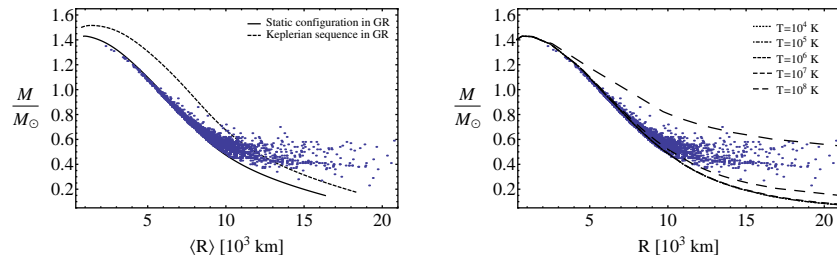 1.6
1.4
1.2
1.0
0.8
0.6
0.4
0.2
M
M⊙
Static configuration in GR
Keplerian sequence in GR
5
10
15
20
⟨R⟩ [10³ km]
1.6
1.4
1.2
1.0
0.8
0.6
0.4
0.2
M
M⊙
T=10⁴ K
T=10⁵ K
T=10⁶ K
T=10⁷ K
T=10⁸ K
5
10
15
20
R [10³ km]